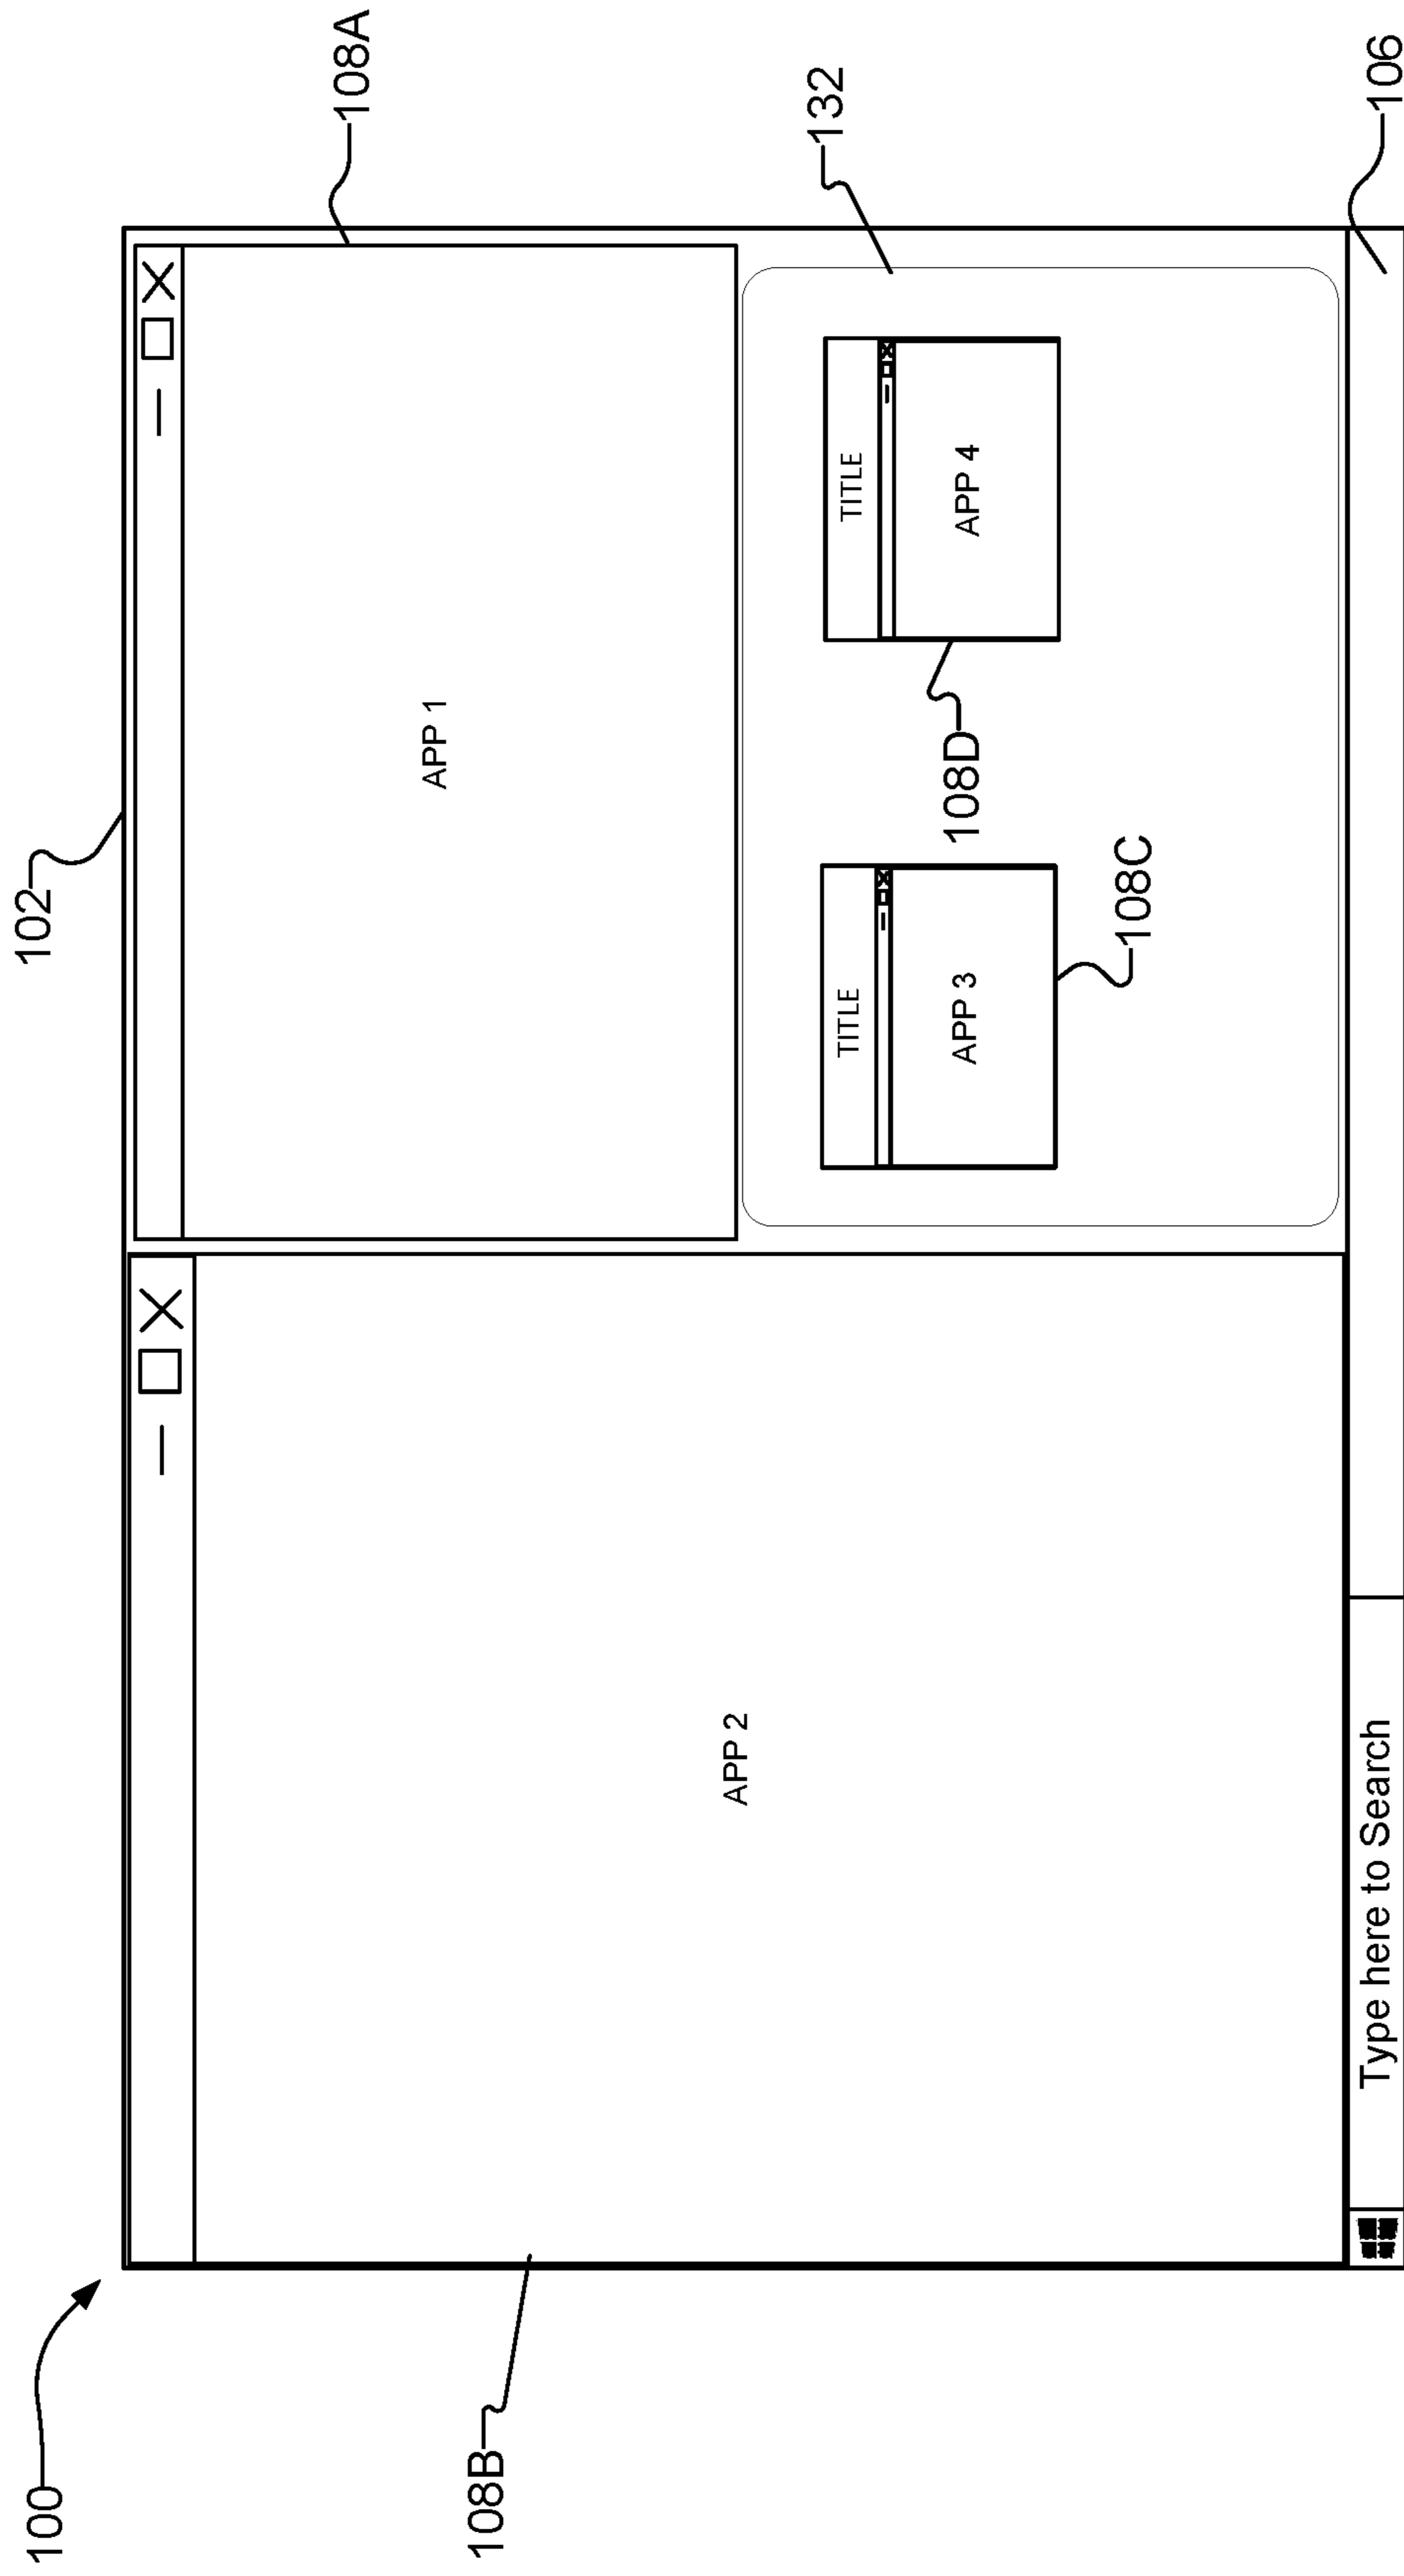 100
102
108A
108B
APP 1
APP 2
132
TITLE
TITLE
APP 3
APP 4
108D
108C
Type here to Search
106